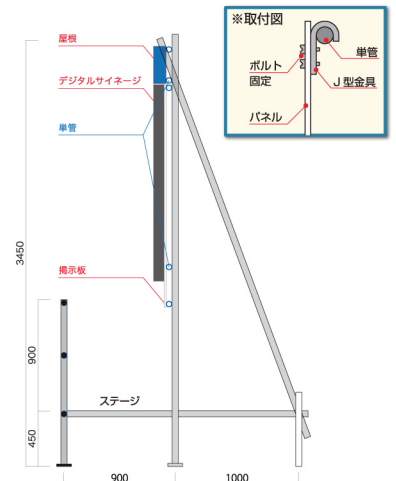 ※取付図
ボルト
固定
単管
J型金具
パネル
屋根
デジタルサイネージ
単管
掲示板
ステージ
3450
900
450
900
1000